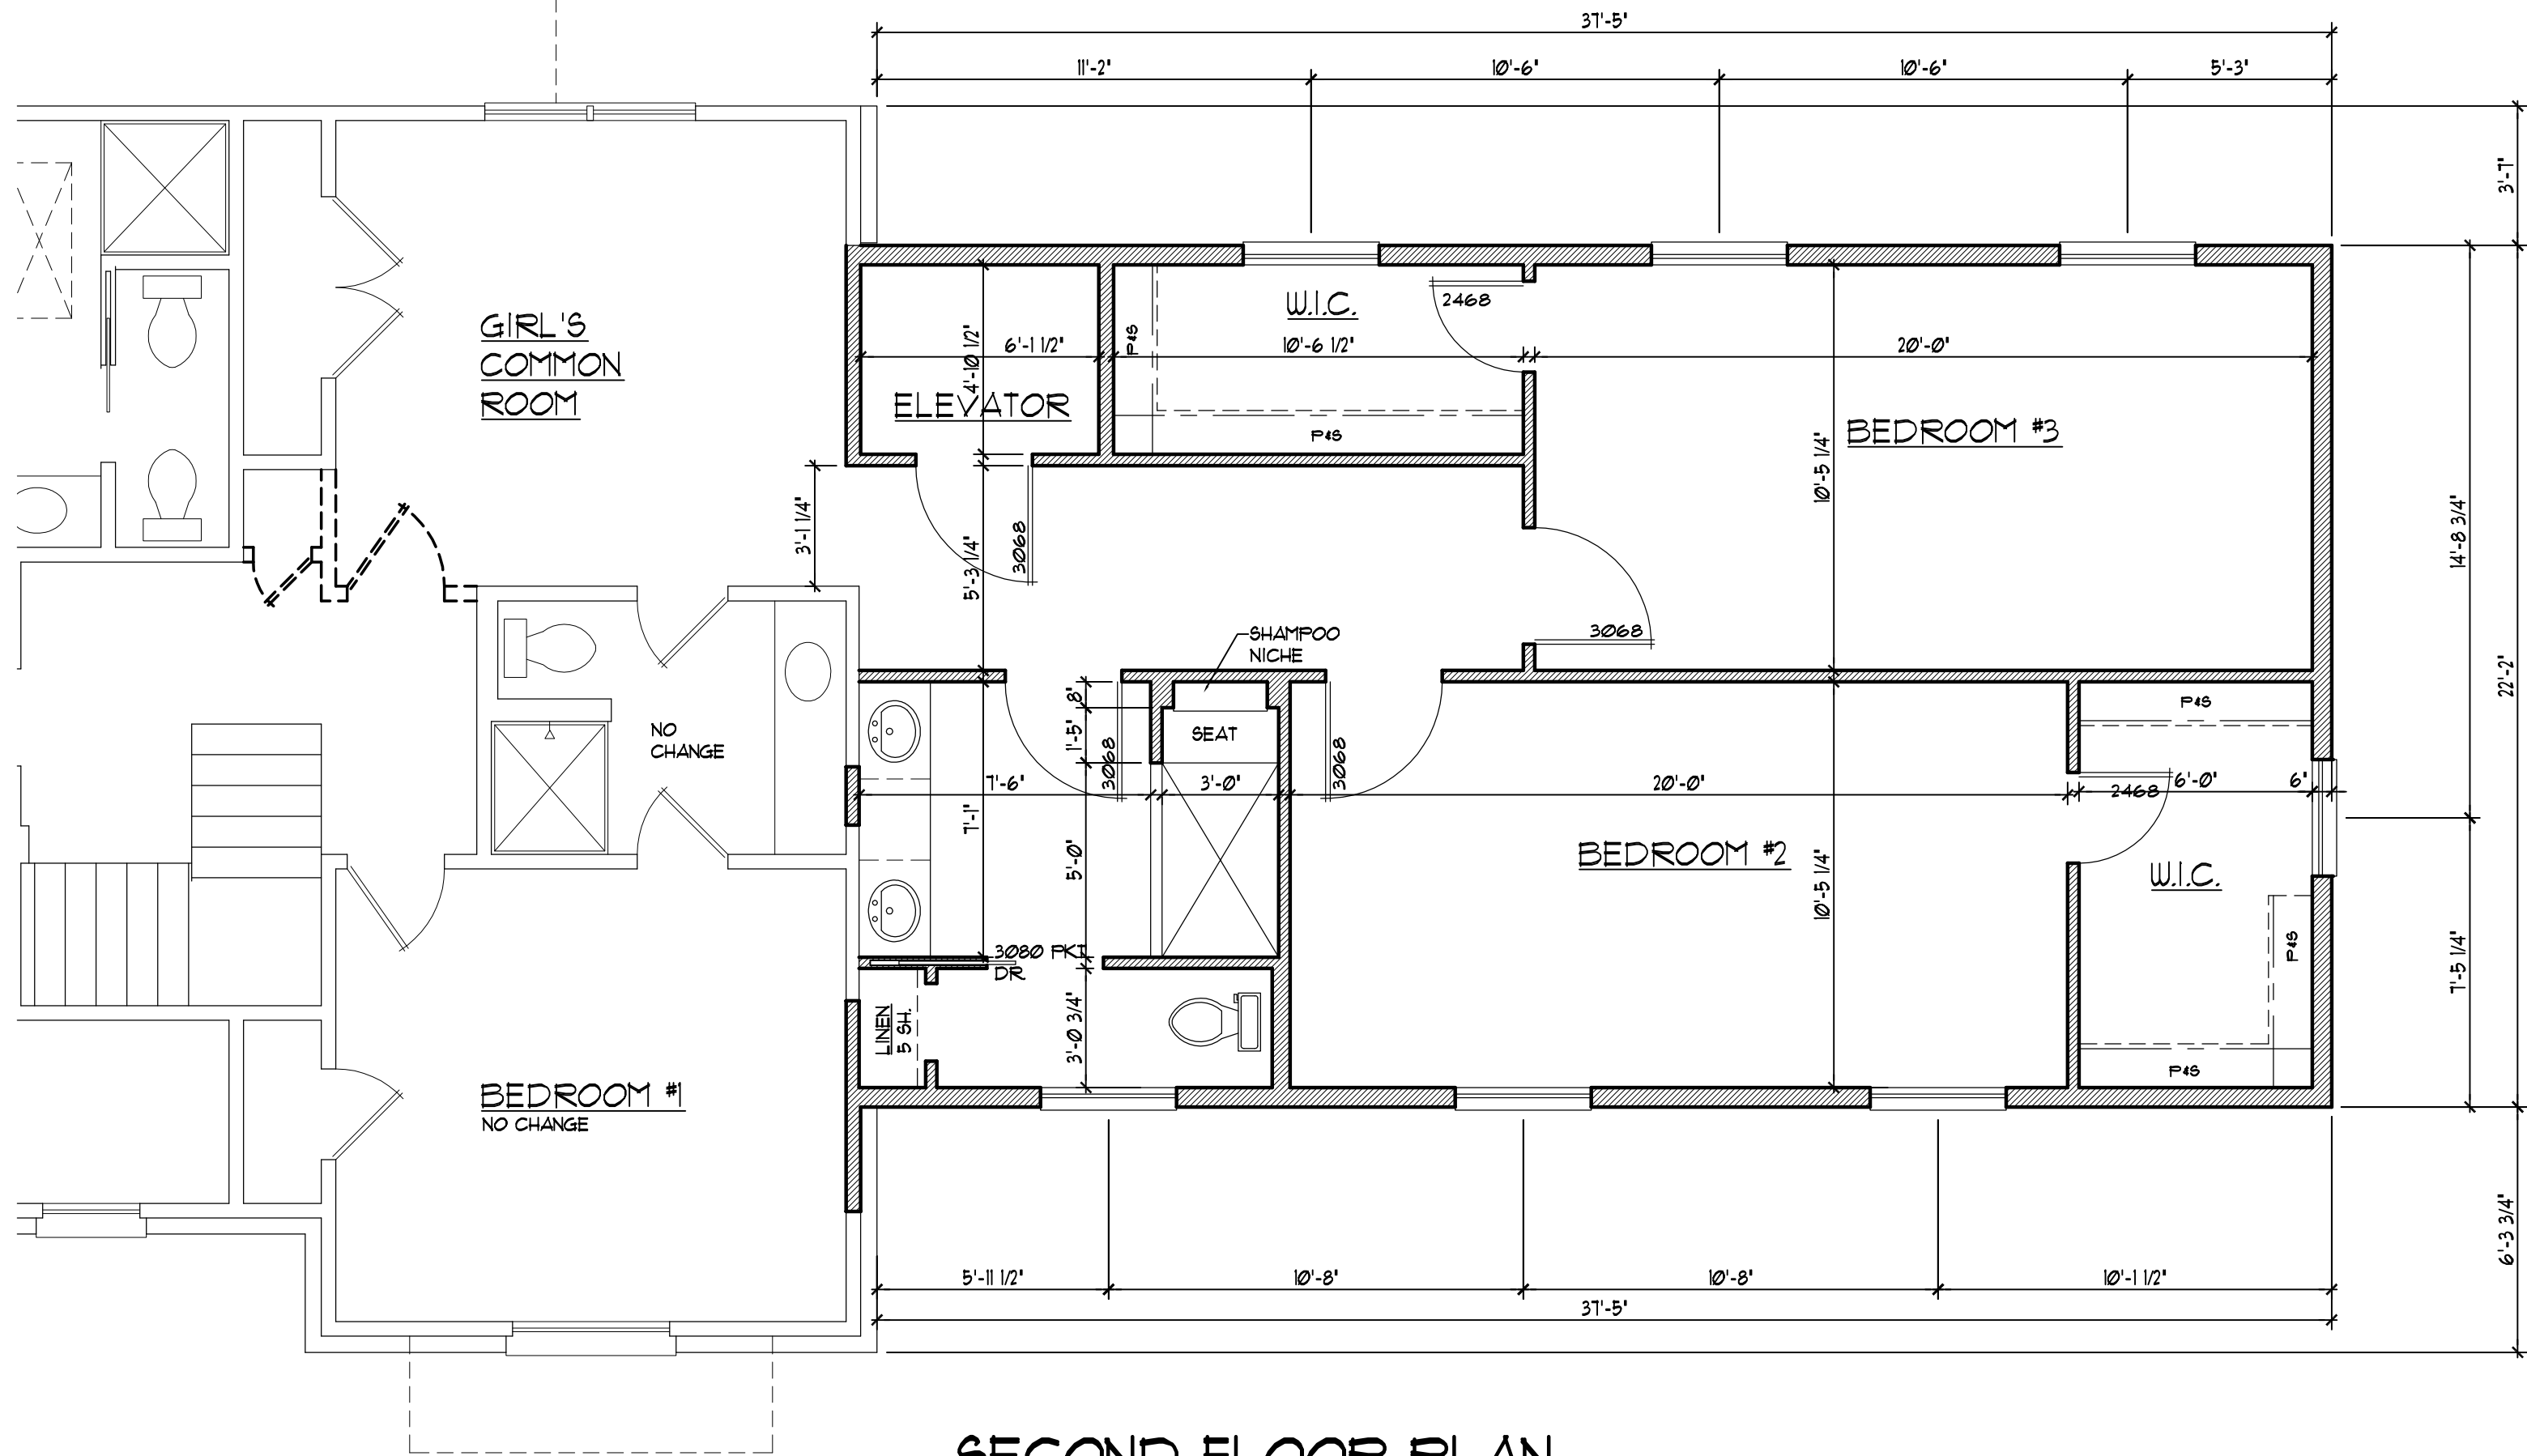 37'-5"
11'-2"
10'-6"
10'-6"
5'-3"
3'-7"
GIRL'S
COMMON
ROOM
ELEVATOR
6'-1 1/2"
4'-10 1/2"
W.I.C.
P&S
10'-6 1/2"
P&S
2468
20'-0"
BEDROOM #3
10'-5 1/4"
14'-8 3/4"
22'-2"
3'-1 1/4"
5'-3 1/4"
3068
3068
SHAMPOO
NICHE
SEAT
8"
1'-5"
3068
3068
NO
CHANGE
7'-6"
3'-0"
7'-1"
5'-0"
20'-0"
BEDROOM #2
10'-5 1/4"
P&S
2468
6'-0"
6"
W.I.C.
P&S
P&S
7'-5 1/4"
3080 PKT
DR
LINEN
5 SH.
3'-0 3/4"
BEDROOM #1
NO CHANGE
6'-3 3/4"
5'-11 1/2"
10'-8"
10'-8"
10'-1 1/2"
37'-5"
SECOND FLOOR PLAN